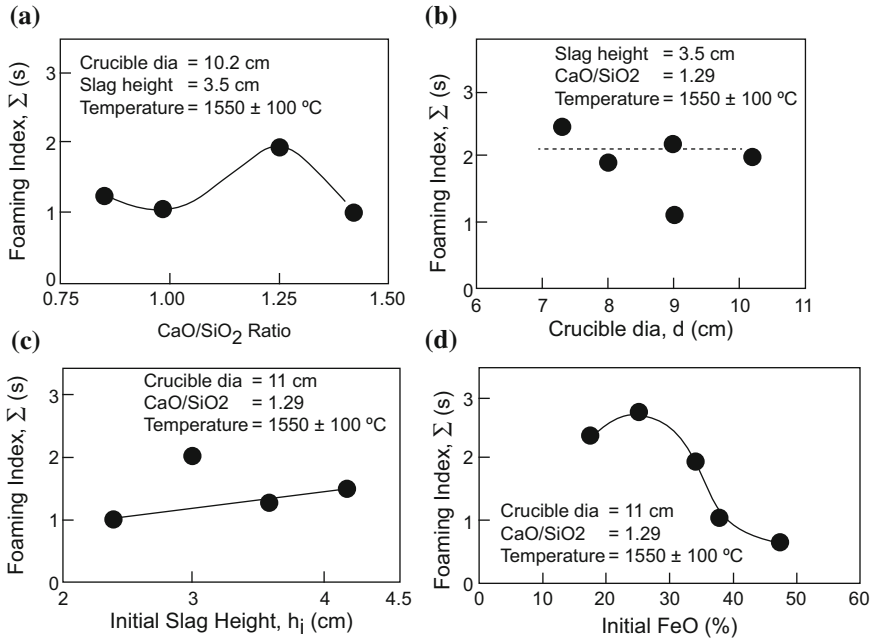 (a)
Foaming Index, Σ (s)
3
2
1
0
Crucible dia = 10.2 cm
Slag height = 3.5 cm
Temperature = 1550 ± 100 ºC
0.75 1.00 1.25 1.50
CaO/SiO2 Ratio
(b)
Foaming Index, Σ (s)
3
2
1
0
Slag height = 3.5 cm
CaO/SiO2 = 1.29
Temperature = 1550 ± 100 ºC
6 7 8 9 10 11
Crucible dia, d (cm)
(c)
Foaming Index, Σ (s)
3
2
1
0
Crucible dia = 11 cm
CaO/SiO2 = 1.29
Temperature = 1550 ± 100 ºC
2 3 4 4.5
Initial Slag Height, hi (cm)
(d)
Foaming Index, Σ (s)
3
2
1
0
Crucible dia = 11 cm
CaO/SiO2 = 1.29
Temperature = 1550 ± 100 ºC
0 10 20 30 40 50 60
Initial FeO (%)